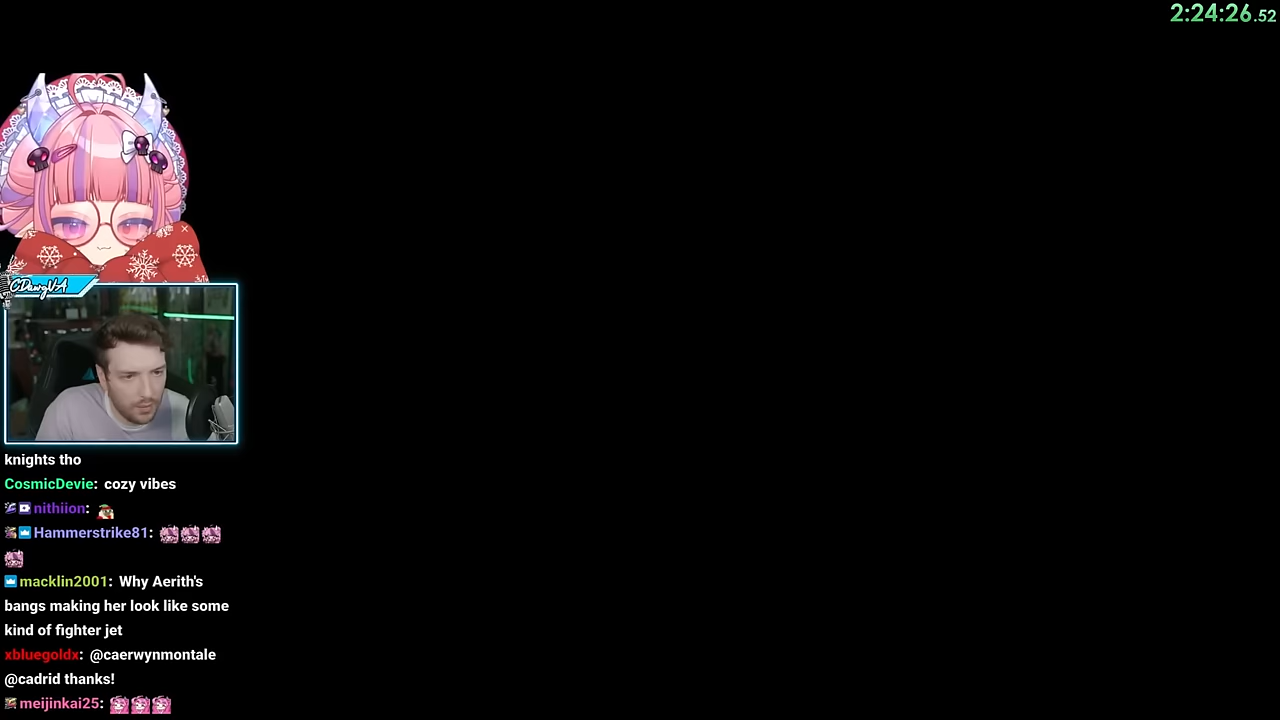 2:24:26.52
CDawgVA
knights tho
CosmicDevie: cozy vibes
nithiion:
Hammerstrike81:
macklin2001: Why Aerith's
bangs making her look like some
kind of fighter jet
xbluegoldx: @caerwynmontale
@cadrid thanks!
meijinkai25: